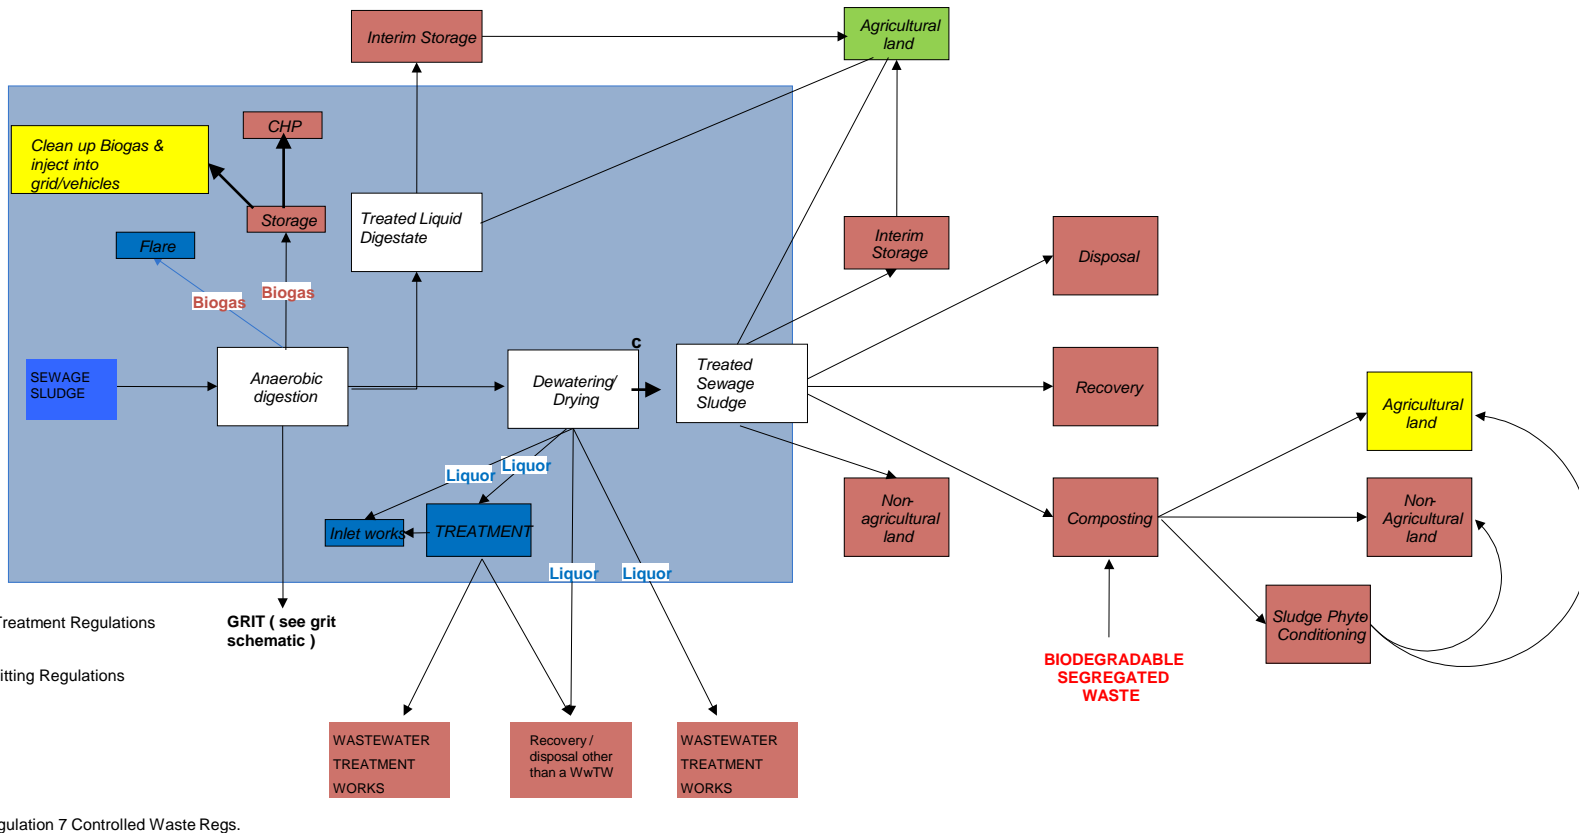 Interim Storage
Agricultural
land
CHP
Clean up Biogas &
inject into
grid/vehicles
Storage
Treated Liquid
Digestate
Flare
Interim
Storage
Disposal
Biogas
Biogas
c
SEWAGE
SLUDGE
Anaerobic
digestion
Dewatering/
Drying
Treated
Sewage
Sludge
Recovery
Agricultural
land
Liquor
Liquor
Inlet works
TREATMENT
Non-
agricultural
land
Composting
Non-
Agricultural
land
Liquor
Liquor
Treatment Regulations
GRIT ( see grit
schematic )
Sludge Phyto
Conditioning
itting Regulations
BIODEGRADABLE
SEGREGATED
WASTE
WASTEWATER
TREATMENT
WORKS
Recovery /
disposal other
than a WwTW
WASTEWATER
TREATMENT
WORKS
gulation 7 Controlled Waste Regs.